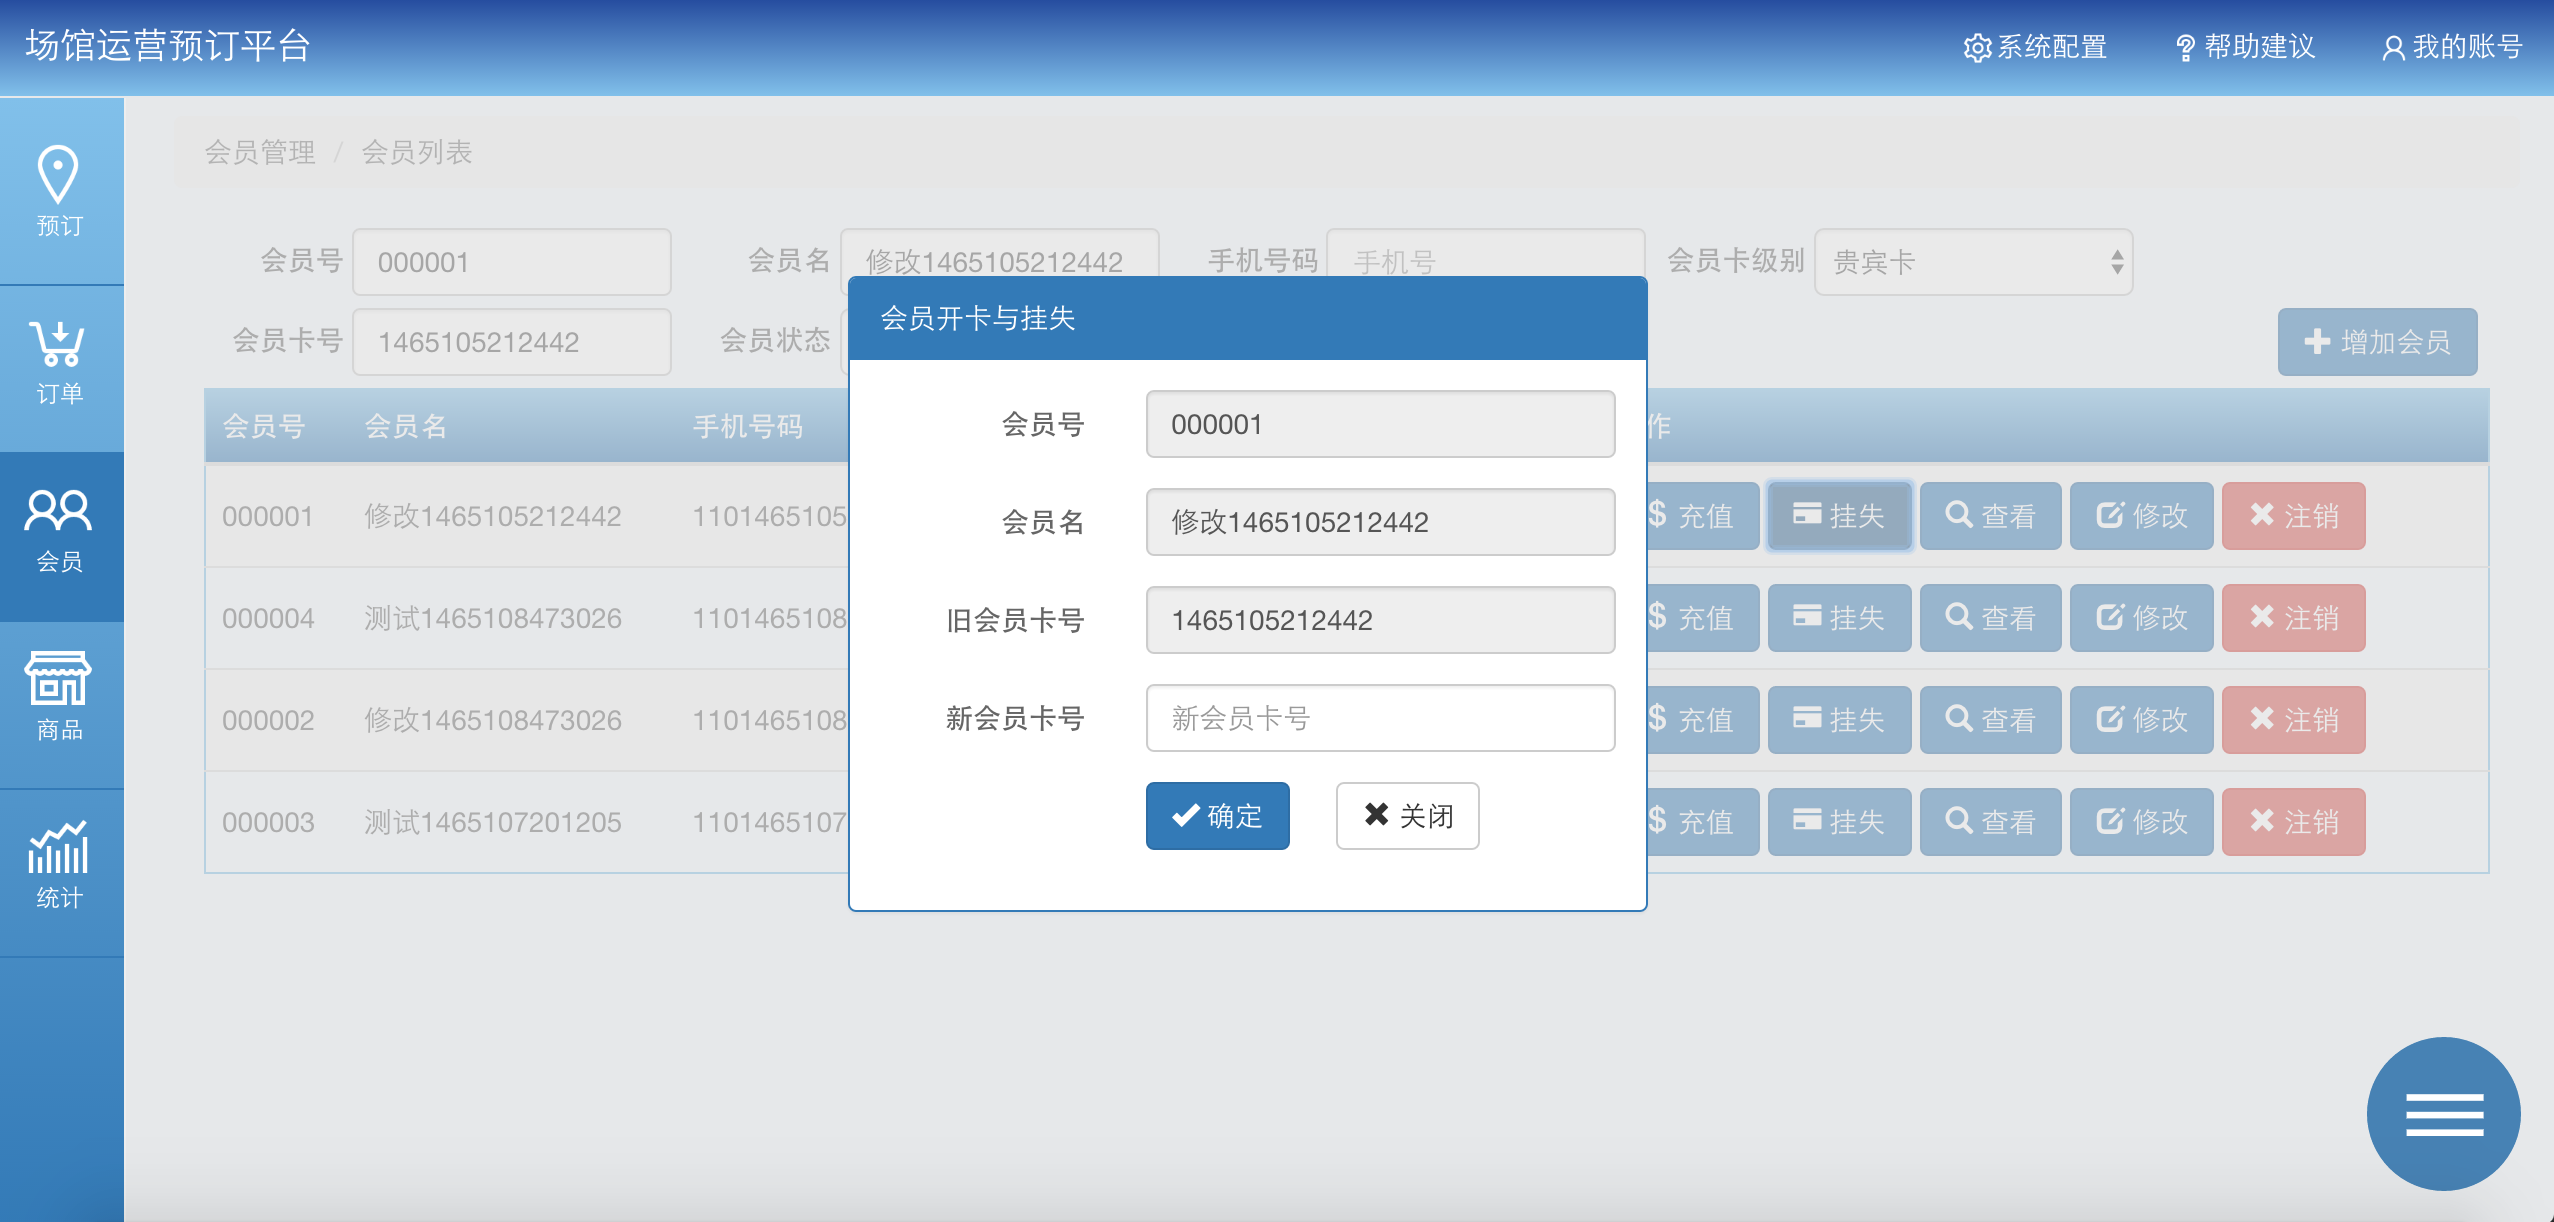 场馆运营预订平台
系统配置 帮助建议 我的账号
会员管理 / 会员列表
预订
订单
会员
商品
统计
会员号 000001 会员名 修改1465105212442 手机号码 手机号 会员卡级别 贵宾卡
会员卡号 1465105212442 会员状态 增加会员
会员号 会员名 手机号码 作
000001 修改1465105212442 1101465105 $ 充值 挂失 查看 修改 注销
000004 测试1465108473026 1101465108 $ 充值 挂失 查看 修改 注销
000002 修改1465108473026 1101465108 $ 充值 挂失 查看 修改 注销
000003 测试1465107201205 1101465107 $ 充值 挂失 查看 修改 注销
会员开卡与挂失
会员号 000001
会员名 修改1465105212442
旧会员卡号 1465105212442
新会员卡号 新会员卡号
确定 关闭